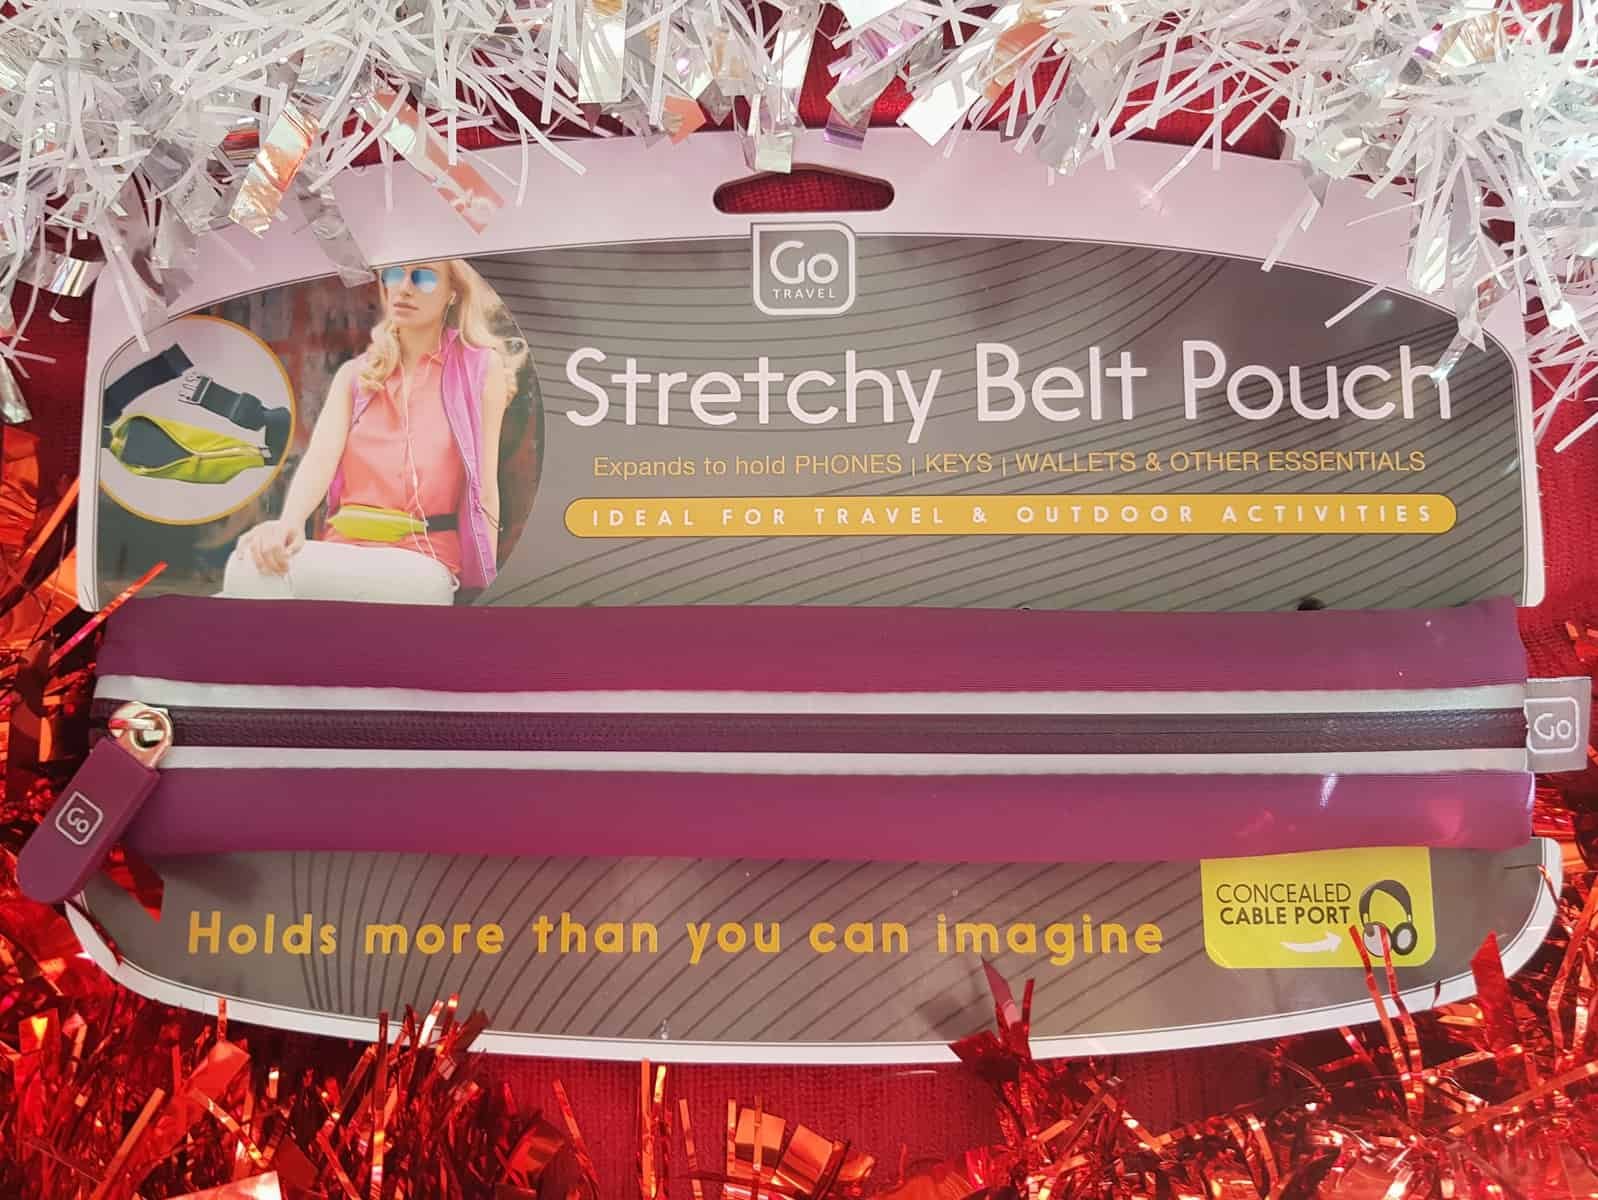 Go
TRAVEL
Stretchy Belt Pouch
Expands to hold PHONES | KEYS | WALLETS & OTHER ESSENTIALS
IDEAL FOR TRAVEL & OUTDOOR ACTIVITIES
Go
Go
Holds more than you can imagine
CONCEALED
CABLE PORT